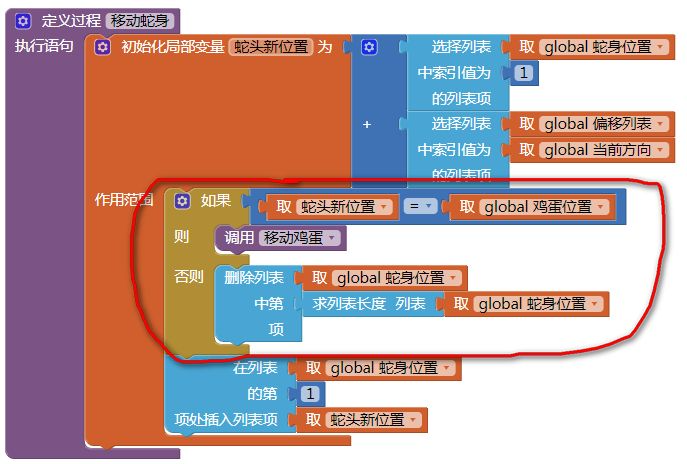 定义过程 移动蛇身
执行语句 初始化局部变量 蛇头新位置 为 选择列表 取 global 蛇身位置
中索引值为 1
的列表项
+ 选择列表 取 global 偏移列表
中索引值为 取 global 当前方向
的列表项
作用范围 如果 取 蛇头新位置 = 取 global 鸡蛋位置
则 调用 移动鸡蛋
否则 删除列表 取 global 蛇身位置
中第 求列表长度 列表 取 global 蛇身位置
项
在列表 取 global 蛇身位置
的第 1
项处插入列表项 取 蛇头新位置